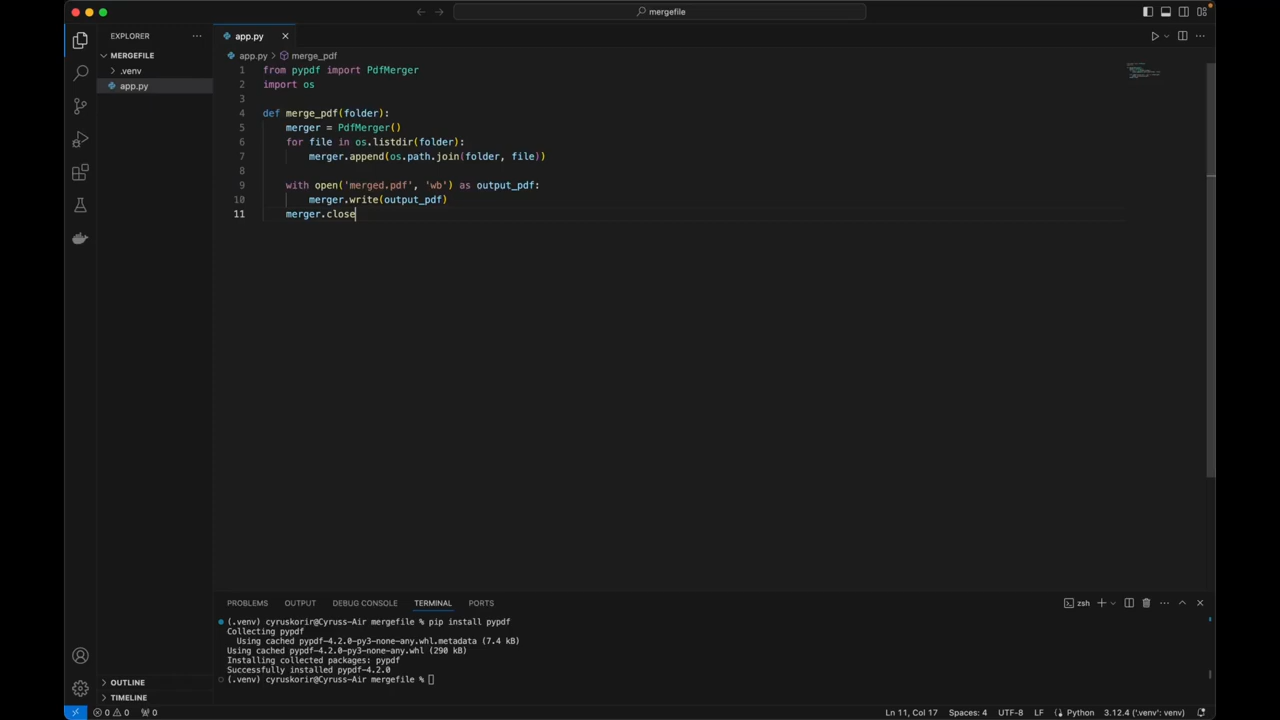 mergefile
EXPLORER
MERGEFILE
.venv
app.py
OUTLINE
TIMELINE
app.py
app.py > merge_pdf
1 from pypdf import PdfMerger
2 import os
3
4 def merge_pdf(folder):
5 merger = PdfMerger()
6 for file in os.listdir(folder):
7 merger.append(os.path.join(folder, file))
8
9 with open('merged.pdf', 'wb') as output_pdf:
10 merger.write(output_pdf)
11 merger.close
PROBLEMS OUTPUT DEBUG CONSOLE TERMINAL PORTS zsh
(.venv) cyruskorir@Cyruss-Air mergefile % pip install pypdf
Collecting pypdf
Using cached pypdf-4.2.0-py3-none-any.whl.metadata (7.4 kB)
Using cached pypdf-4.2.0-py3-none-any.whl (290 kB)
Installing collected packages: pypdf
Successfully installed pypdf-4.2.0
(.venv) cyruskorir@Cyruss-Air mergefile %
0 0 0 Ln 11, Col 17 Spaces: 4 UTF-8 LF Python 3.12.4 ('.venv': venv)